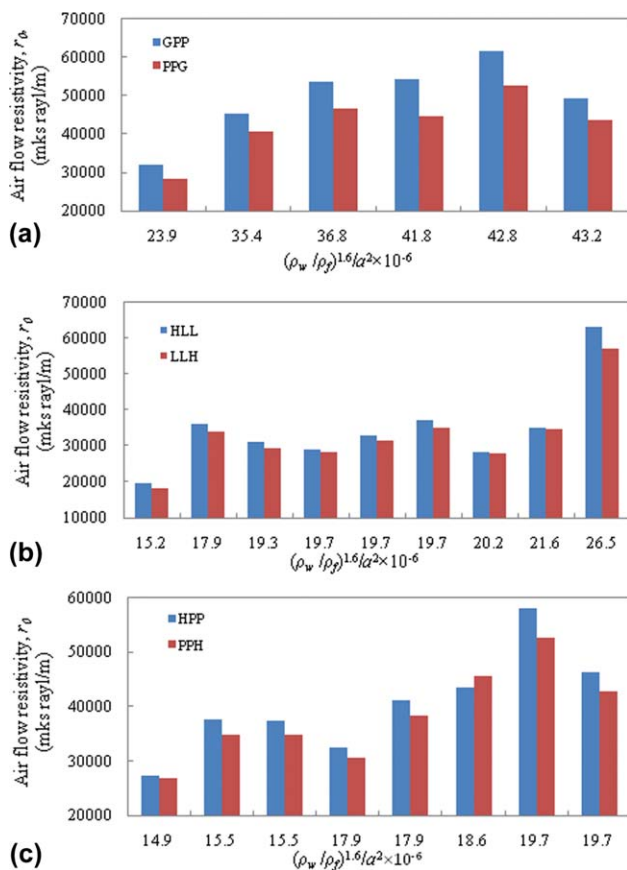 Air flow resistivity, r₀,
(mks rayl/m)
70000
60000
50000
40000
30000
20000
GPP
PPG
23.9 35.4 36.8 41.8 42.8 43.2
(a)
(ρw /ρf)^1.6/a²×10⁻⁶
Air flow resistivity, r₀
(mks rayl/m)
70000
60000
50000
40000
30000
20000
10000
HLL
LLH
15.2 17.9 19.3 19.7 19.7 19.7 20.2 21.6 26.5
(b)
(ρw /ρf)^1.6/a²×10⁻⁶
Air flow resistivity, r₀
(mks rayl/m)
60000
50000
40000
30000
20000
HPP
PPH
14.9 15.5 15.5 17.9 17.9 18.6 19.7 19.7
(c)
(ρw /ρf)^1.6/a²×10⁻⁶